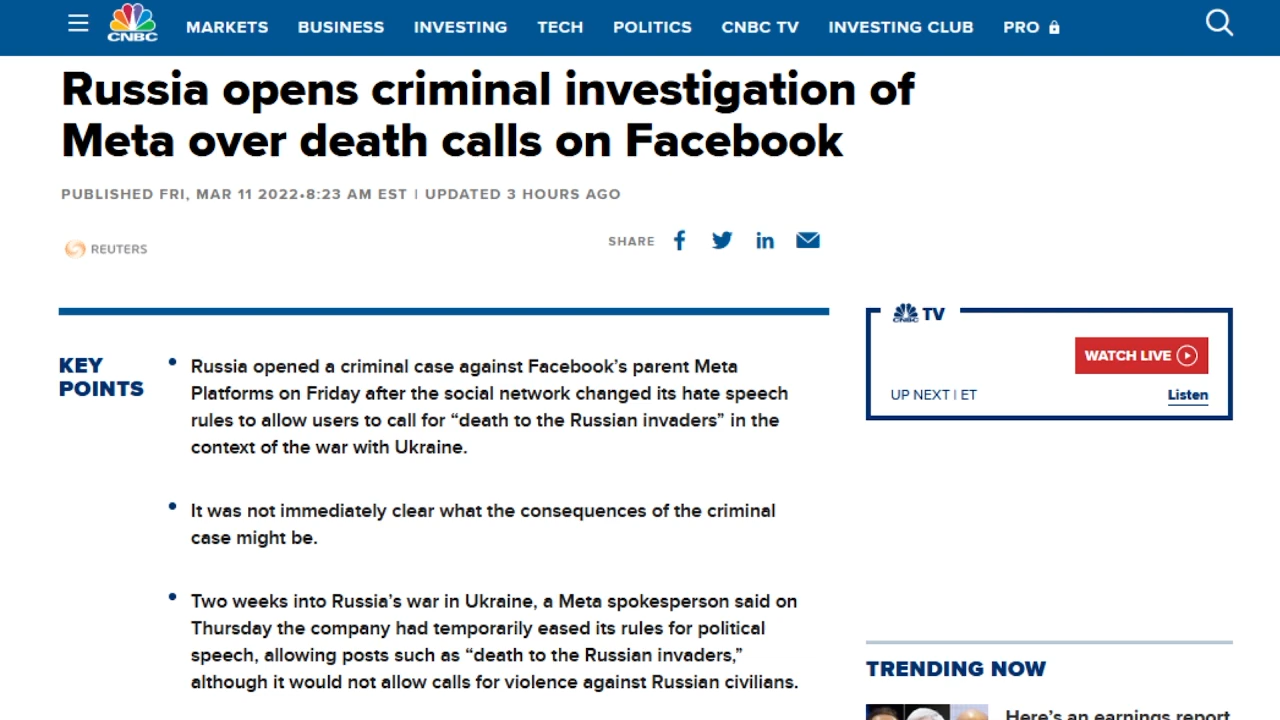 CNBC
MARKETS BUSINESS INVESTING TECH POLITICS CNBC TV INVESTING CLUB PRO
Russia opens criminal investigation of
Meta over death calls on Facebook
PUBLISHED FRI, MAR 11 2022•8:23 AM EST | UPDATED 3 HOURS AGO
REUTERS
SHARE
KEY
POINTS
• Russia opened a criminal case against Facebook’s parent Meta
Platforms on Friday after the social network changed its hate speech
rules to allow users to call for “death to the Russian invaders” in the
context of the war with Ukraine.
• It was not immediately clear what the consequences of the criminal
case might be.
• Two weeks into Russia’s war in Ukraine, a Meta spokesperson said on
Thursday the company had temporarily eased its rules for political
speech, allowing posts such as “death to the Russian invaders,”
although it would not allow calls for violence against Russian civilians.
CNBC TV
WATCH LIVE
UP NEXT | ET
Listen
TRENDING NOW
Here’s an earnings report